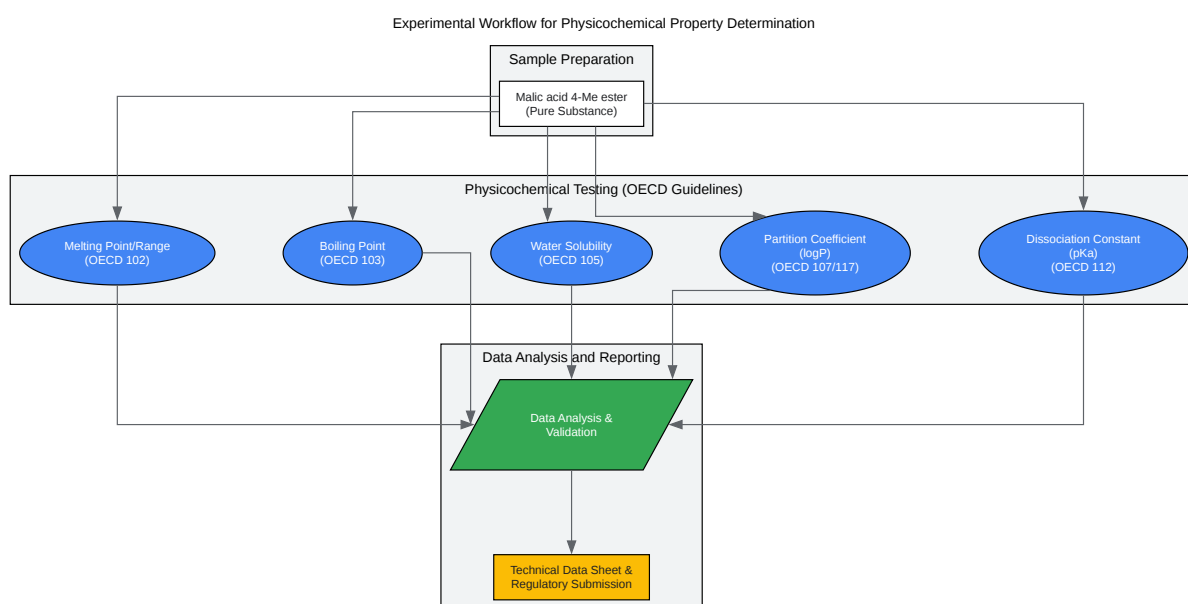 Experimental Workflow for Physicochemical Property Determination
Sample Preparation
Malic acid 4-Me ester
(Pure Substance)
Physicochemical Testing (OECD Guidelines)
Melting Point/Range
(OECD 102)
Boiling Point
(OECD 103)
Water Solubility
(OECD 105)
Partition Coefficient
(logP)
(OECD 107/117)
Dissociation Constant
(pKa)
(OECD 112)
Data Analysis and Reporting
Data Analysis &
Validation
Technical Data Sheet &
Regulatory Submission